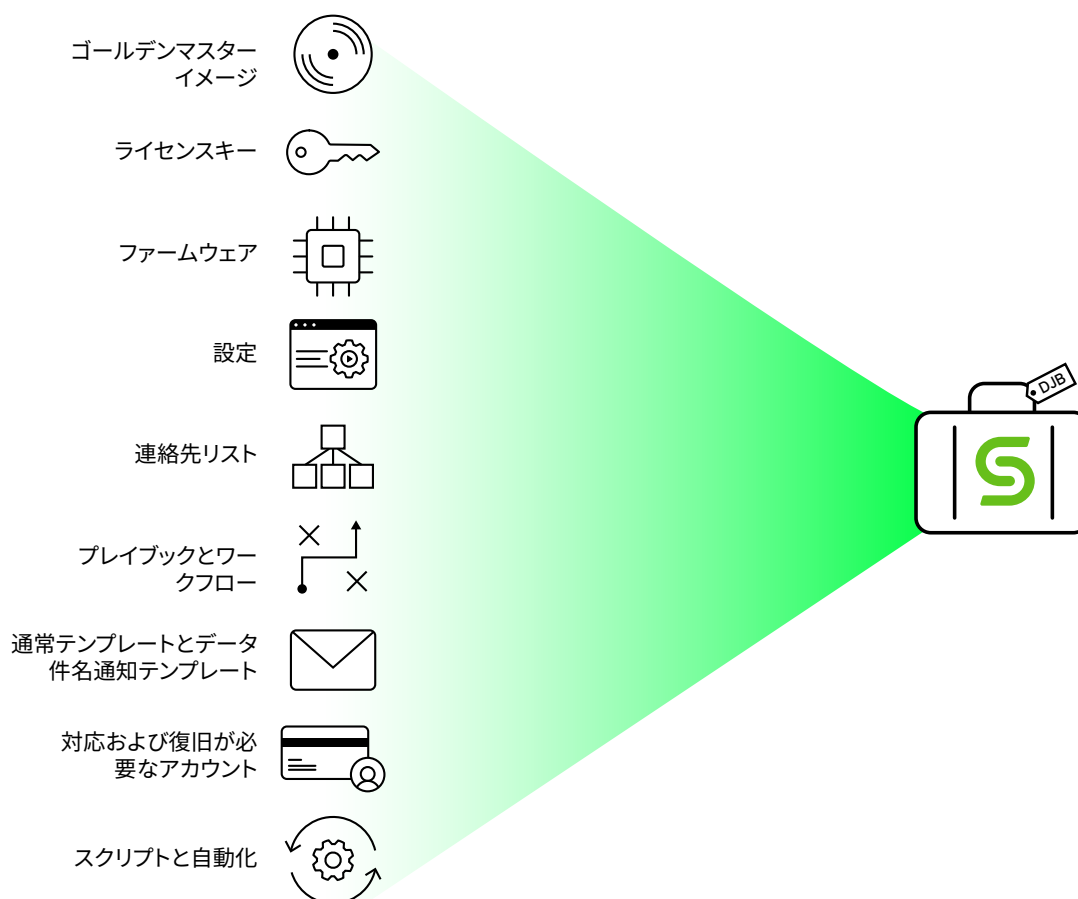 ゴールデンマスター
イメージ
ライセンスキー
ファームウェア
設定
連絡先リスト
プレイブックとワー
クフロー
通常テンプレートとデータ
件名通知テンプレート
対応および復旧が必
要なアカウント
スクリプトと自動化
DJB